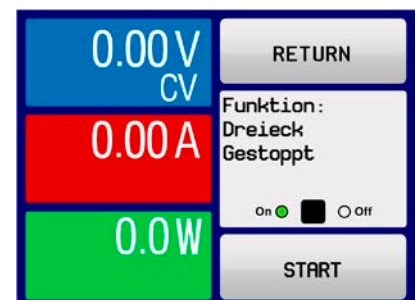 0.00 V
CV
0.00 A
0.0 W
RETURN
Funktion:
Dreieck
Gestoppt
On Off
START